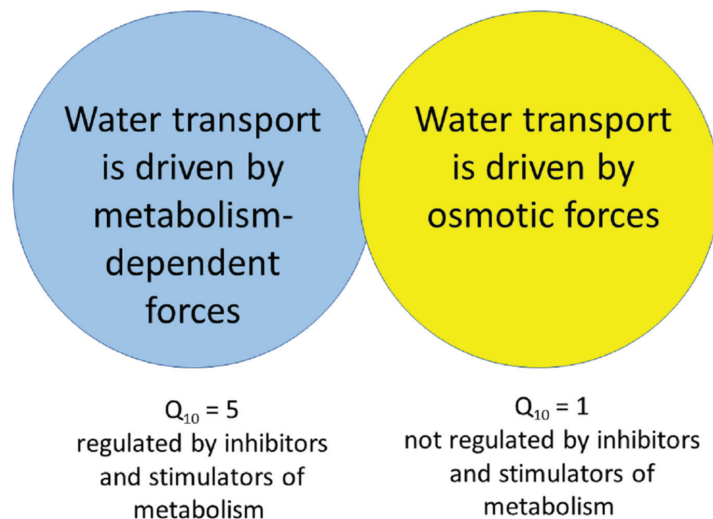 Water transport
is driven by
metabolism-
dependent
forces
Water transport
is driven by
osmotic forces
Q₁₀ = 5
regulated by inhibitors
and stimulators of
metabolism
Q₁₀ = 1
not regulated by inhibitors
and stimulators of
metabolism